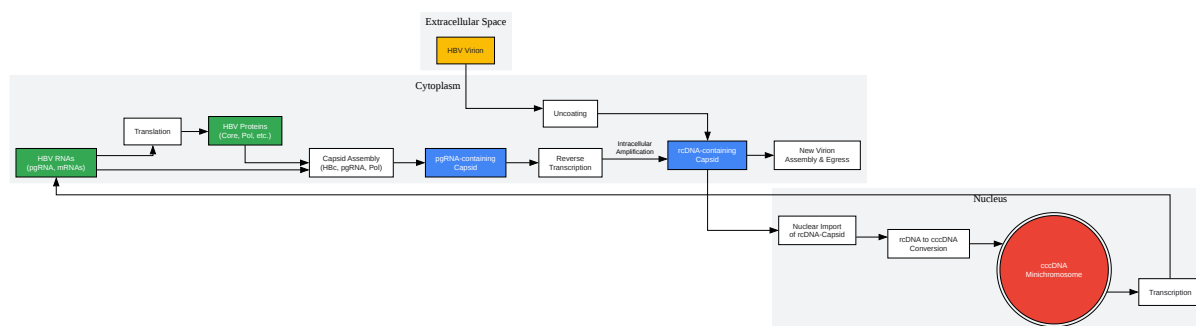 Extracellular Space
HBV Virion
Cytoplasm
Uncoating
Translation
HBV Proteins
(Core, Pol, etc.)
HBV RNAs
(pgRNA, mRNAs)
Capsid Assembly
(HBc, pgRNA, Pol)
pgRNA-containing
Capsid
Reverse
Transcription
Intracellular
Amplification
rcDNA-containing
Capsid
New Virion
Assembly & Egress
Nucleus
Nuclear Import
of rcDNA-Capsid
rcDNA to cccDNA
Conversion
cccDNA
Minichromosome
Transcription